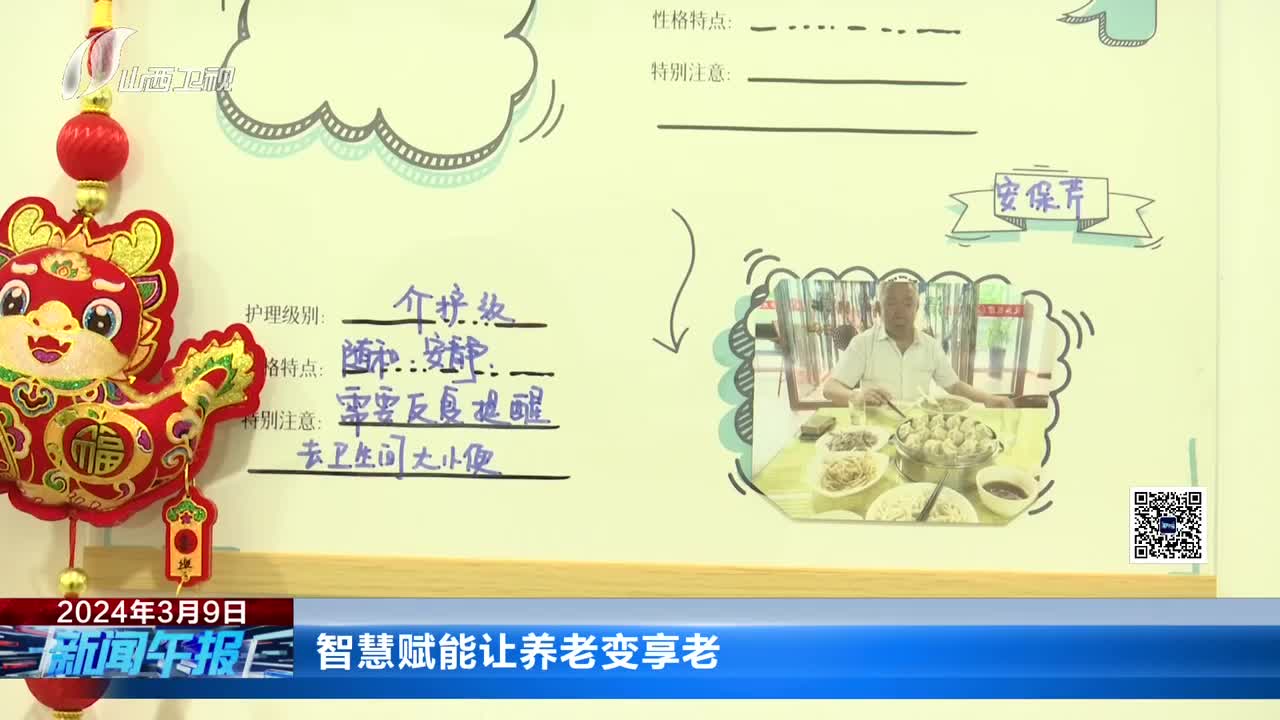 山西卫视
性格特点:
特别注意:
安保芹
护理级别: 介护级
格特点: 随和 安静
特别注意: 需要反复提醒
去卫生间大小便
福
2024年3月9日
新闻午报
智慧赋能让养老变享老